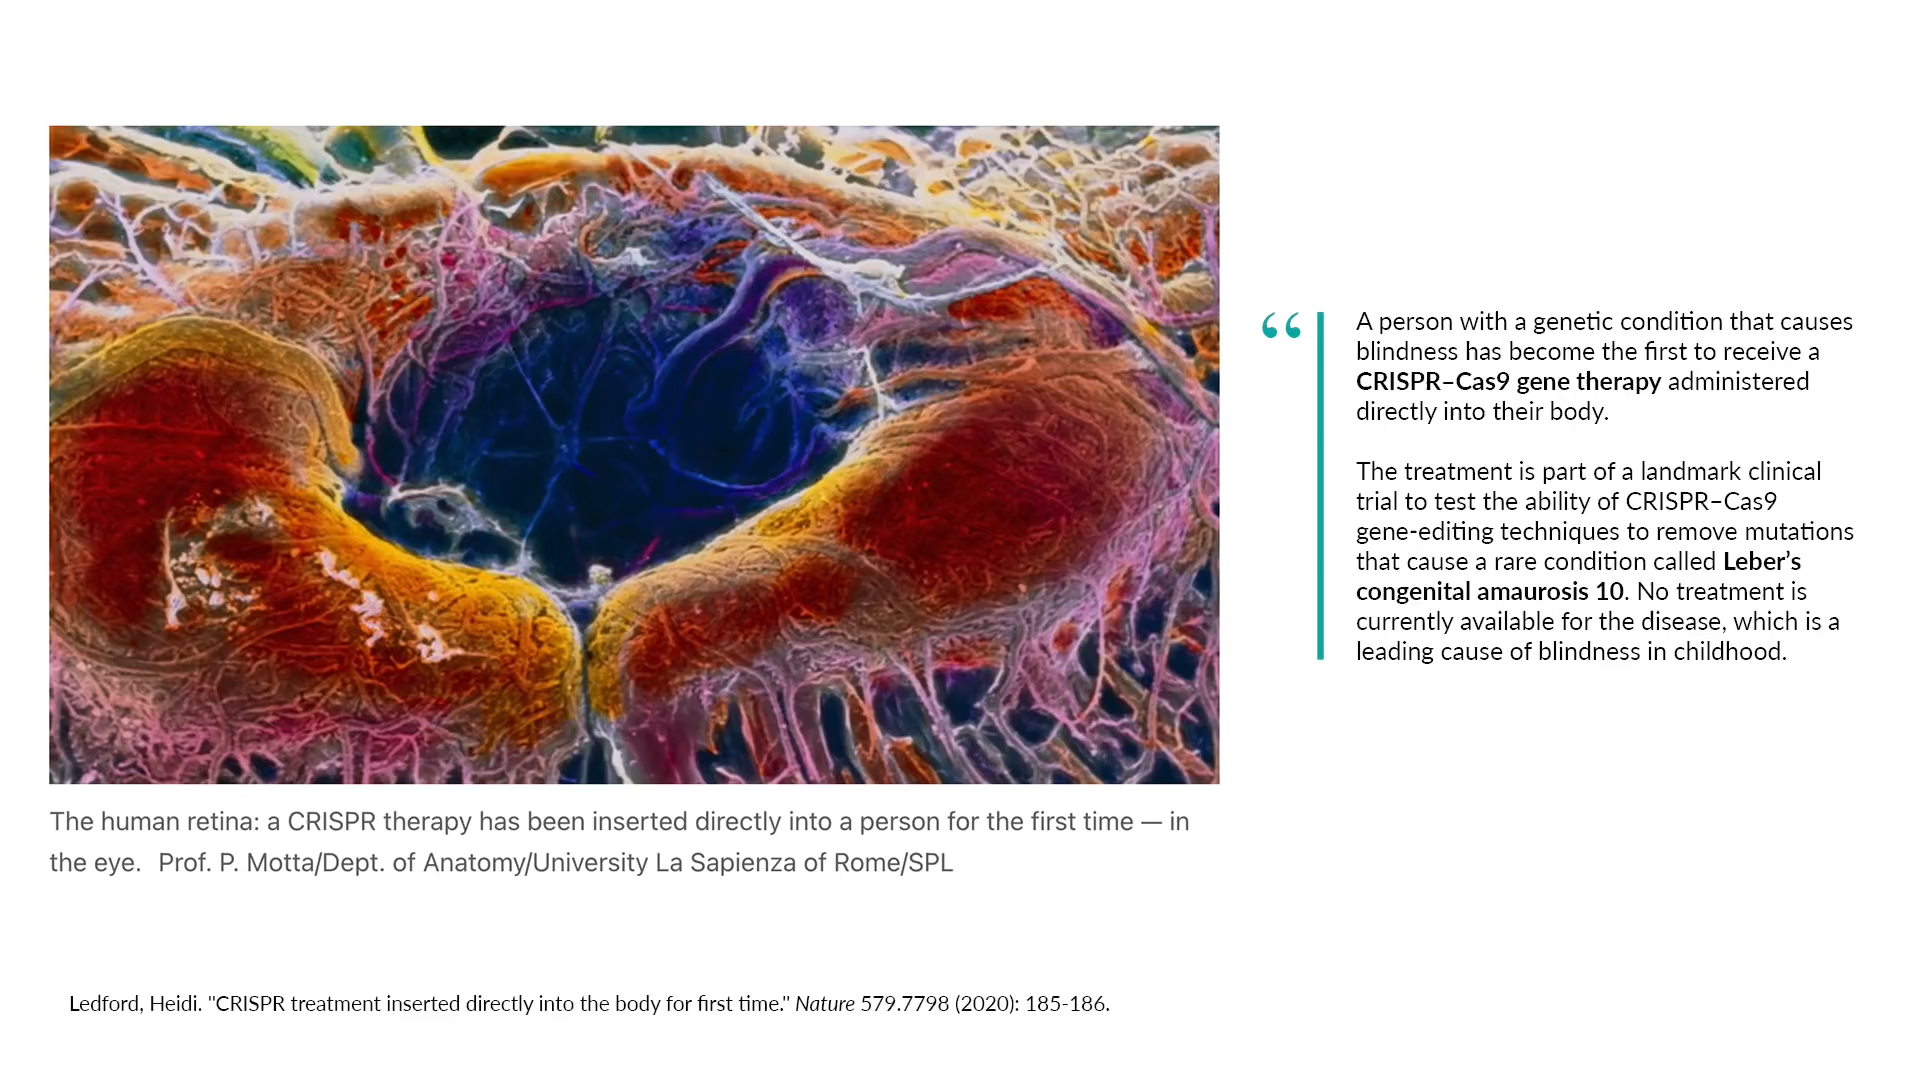 “
A person with a genetic condition that causes
blindness has become the first to receive a
CRISPR–Cas9 gene therapy administered
directly into their body.
The treatment is part of a landmark clinical
trial to test the ability of CRISPR–Cas9
gene-editing techniques to remove mutations
that cause a rare condition called Leber’s
congenital amaurosis 10. No treatment is
currently available for the disease, which is a
leading cause of blindness in childhood.
The human retina: a CRISPR therapy has been inserted directly into a person for the first time — in
the eye. Prof. P. Motta/Dept. of Anatomy/University La Sapienza of Rome/SPL
Ledford, Heidi. "CRISPR treatment inserted directly into the body for first time." Nature 579.7798 (2020): 185-186.